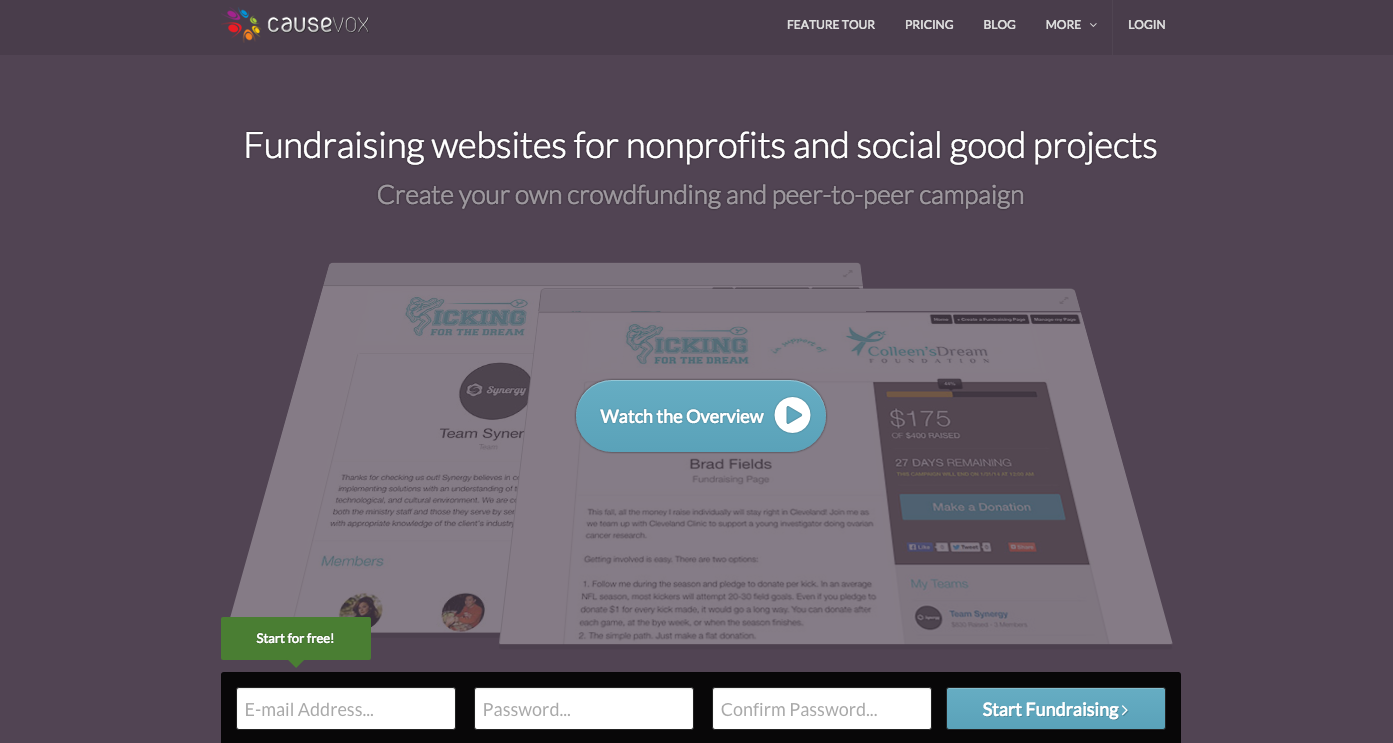 causevox
FEATURE TOUR
PRICING
BLOG
MORE
LOGIN
Fundraising websites for nonprofits and social good projects
Create your own crowdfunding and peer-to-peer campaign
ICKING
FOR THE DREAM
Synergy
Team Syner
Team
Thanks for checking us out! Synergy believes in c
implementing solutions with an understanding of t
technological, and cultural environment. We are c
both the ministry staff and those they serve by se
with appropriate knowledge of the client's industry
Members
Home
+ Create a Fundraising Page
Manage my Page
ICKING
FOR THE DREAM
in support of
Colleen'sDream
FOUNDATION
Watch the Overview
Brad Fields
Fundraising Page
This fall, all the money I raise individually will stay right in Cleveland! Join me as
we team up with Cleveland Clinic to support a young investigator doing ovarian
cancer research.
Getting involved is easy. There are two options:
1. Follow me during the season and pledge to donate per kick. In an average
NFL season, most kickers will attempt 20-30 field goals. Even if you pledge to
donate $1 for every kick made, it would go a long way. You can donate after
each game, at the bye week, or when the season finishes.
2. The simple path. Just make a flat donation.
$175
OF $400 RAISED
27 DAYS REMAINING
Make a Donation
Like
Tweet
Share
My Teams
Synergy
Team Synergy
Raised - 5 Members
Start for free!
E-mail Address...
Password...
Confirm Password...
Start Fundraising